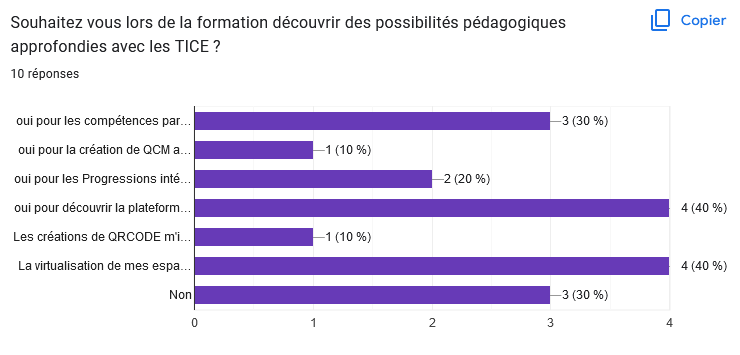 Souhaitez vous lors de la formation découvrir des possibilités pédagogiques
approfondies avec les TICE ?
Copier
10 réponses
oui pour les compétences par… 3 (30 %)
oui pour la création de QCM a… 1 (10 %)
oui pour les Progressions inté… 2 (20 %)
oui pour découvrir la plateform… 4 (40 %)
Les créations de QRCODE m'i… 1 (10 %)
La virtualisation de mes espa… 4 (40 %)
Non 3 (30 %)
0 1 2 3 4